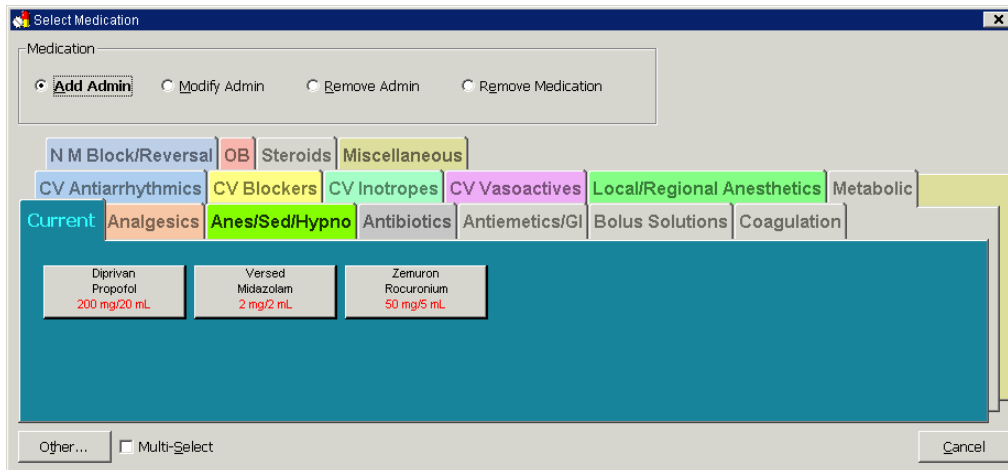 Select Medication
Medication
Add Admin Modify Admin Remove Admin Remove Medication
N M Block/Reversal OB Steroids Miscellaneous
CV Antiarrhythmics CV Blockers CV Inotropes CV Vasoactives Local/Regional Anesthetics Metabolic
Current Analgesics Anes/Sed/Hypno Antibiotics Antiemetics/GI Bolus Solutions Coagulation
Diprivan Versed Zemuron
Propofol Midazolam Rocuronium
200 mg/20 mL 2 mg/2 mL 50 mg/5 mL
Other... Multi-Select Cancel